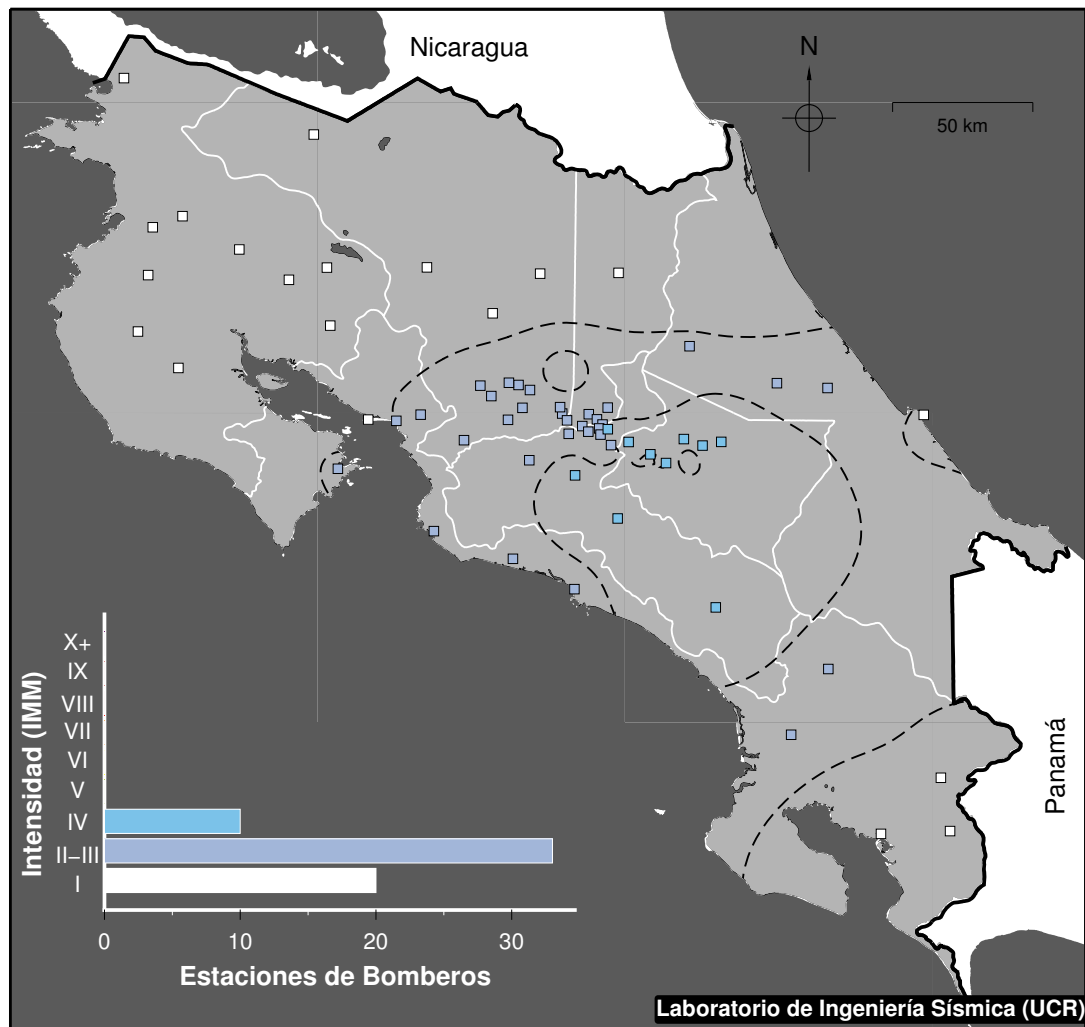 Nicaragua
N
50 km
Panamá
Intensidad (IMM)
X+
IX
VIII
VII
VI
V
IV
II–III
I
0 10 20 30
Estaciones de Bomberos
Laboratorio de Ingeniería Sísmica (UCR)